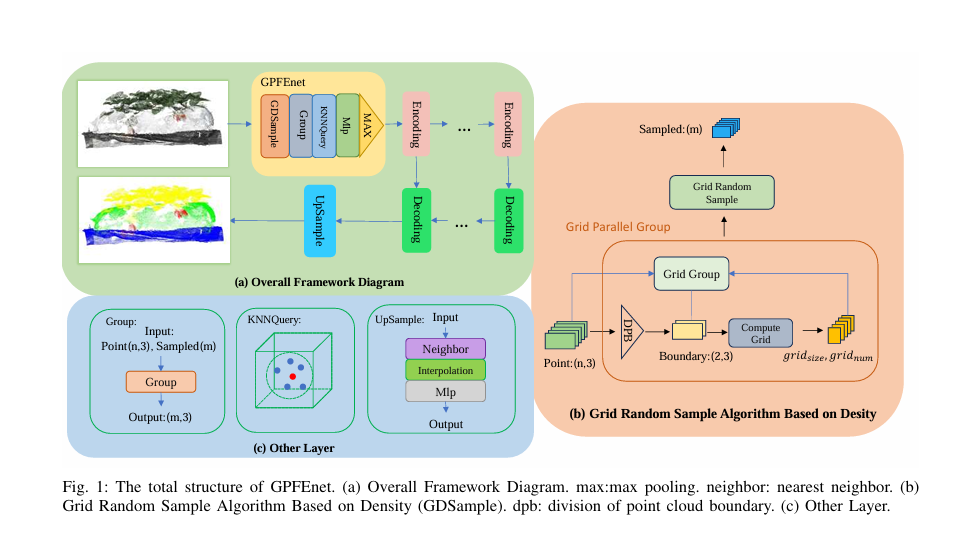 GPFEnet
GDSample
Group
KNNQuery
Mlp
MAX
Encoding
...
Encoding
UpSample
Decoding
...
Decoding
(a) Overall Framework Diagram
Sampled:(m)
Grid Random
Sample
Grid Parallel Group
Grid Group
DPB
Compute
Grid
Point:(n,3)
Boundary:(2,3)
grid_size, grid_num
(b) Grid Random Sample Algorithm Based on Desity
Group:
Input:
Point(n,3), Sampled(m)
Group
Output:(m,3)
KNNQuery:
UpSample: Input
Neighbor
Interpolation
Mlp
Output
(c) Other Layer
Fig. 1: The total structure of GPFEnet. (a) Overall Framework Diagram. max:max pooling. neighbor: nearest neighbor. (b)
Grid Random Sample Algorithm Based on Density (GDSample). dpb: division of point cloud boundary. (c) Other Layer.